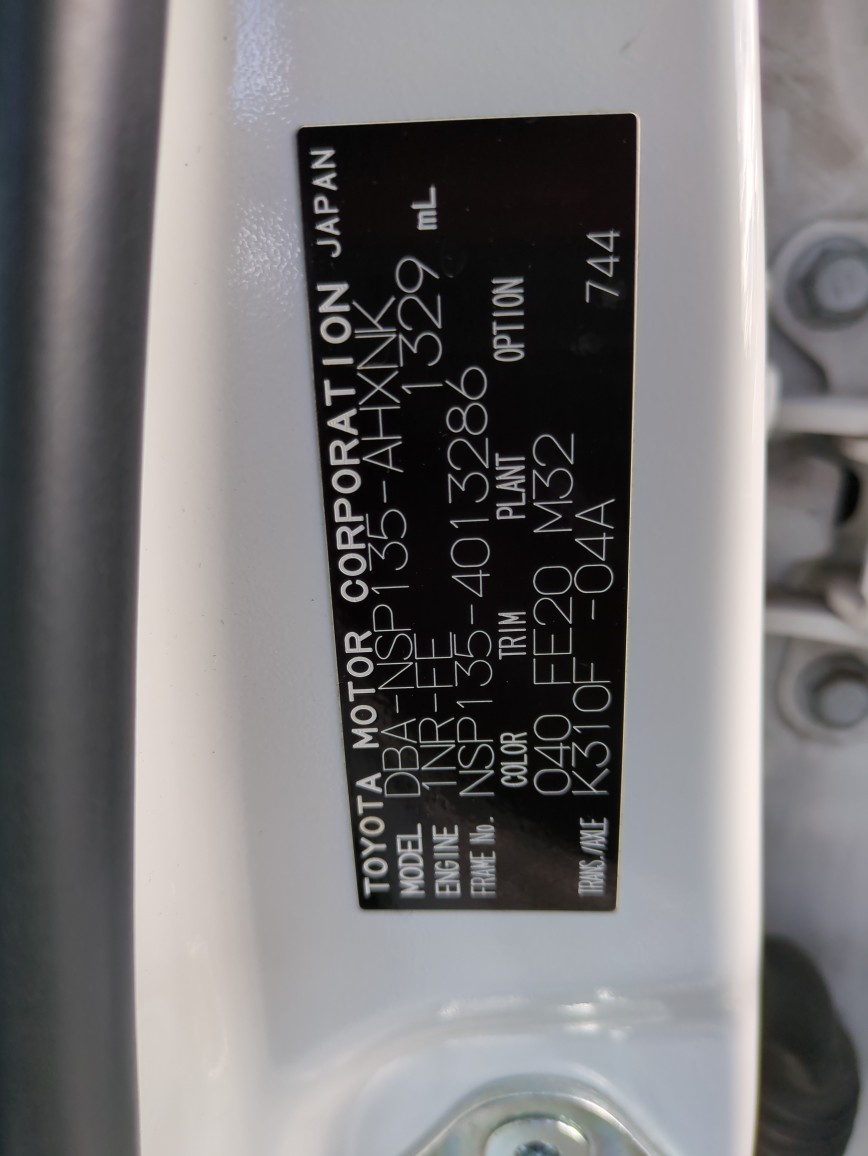 TOYOTA MOTOR CORPORATION JAPAN
MODEL DBA-NSP135-AHXNK
ENGINE 1NR-FE 1329 mL
FRAME No. NSP135-4013286
COLOR TRIM PLANT OPTION
040 FE20 M32
TRANS./AXLE K310F -04A 744